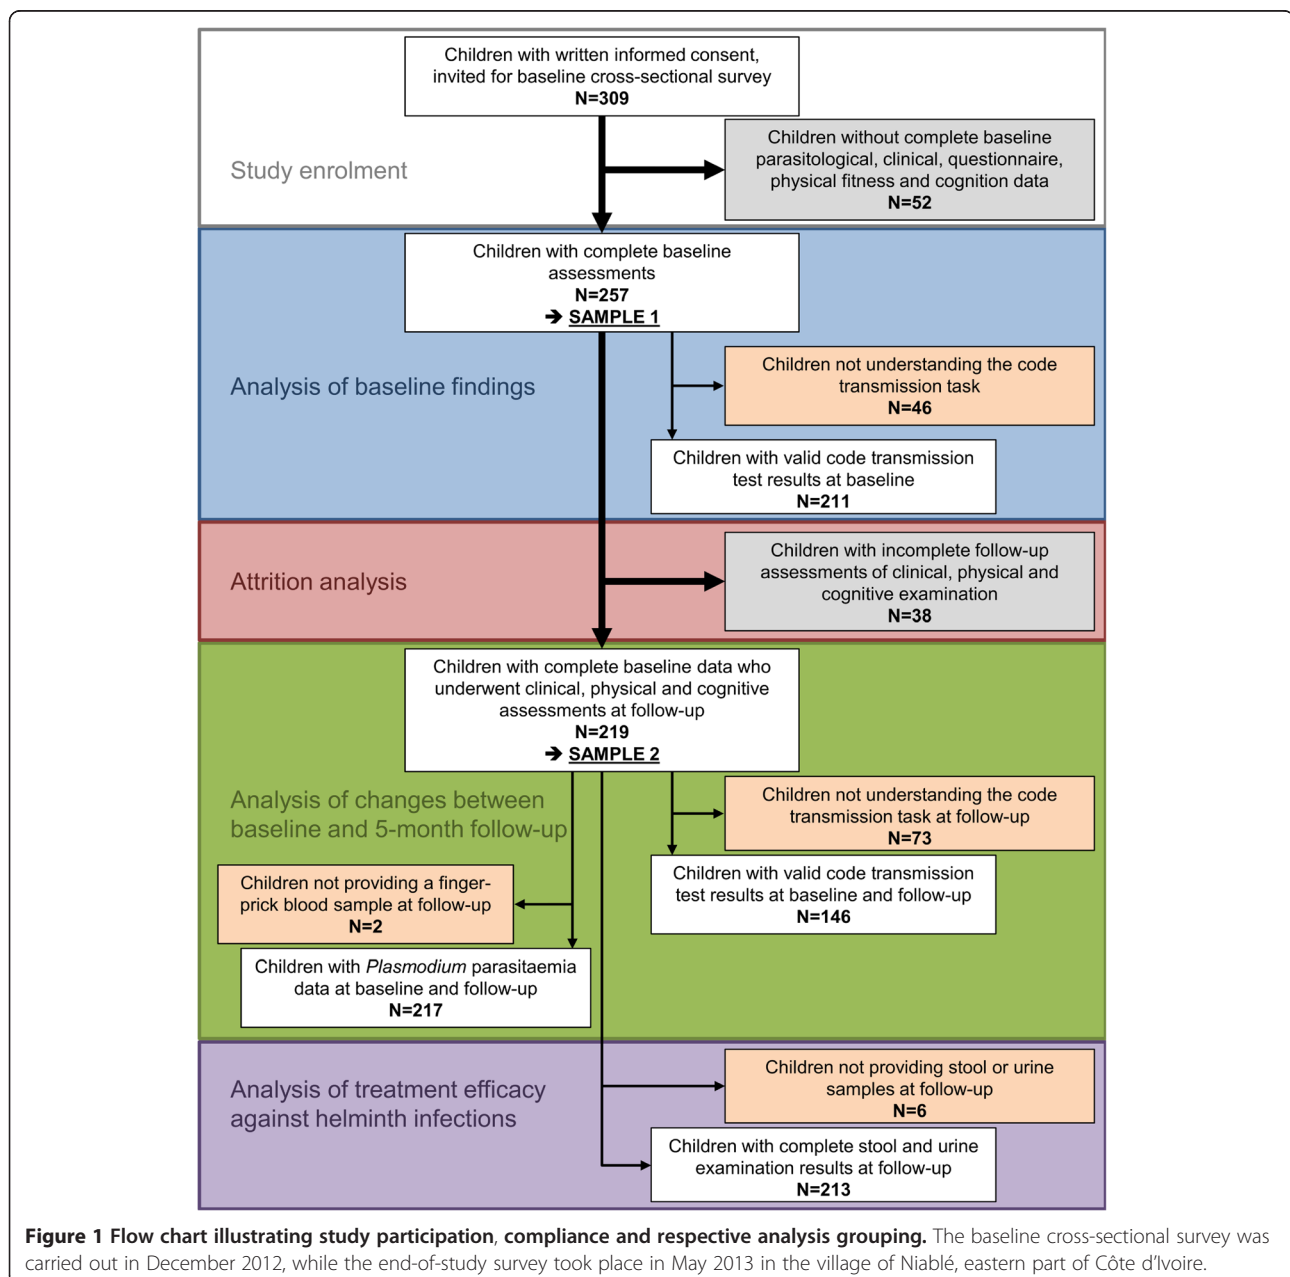 Children with written informed consent,
invited for baseline cross-sectional survey
N=309
Children without complete baseline
parasitological, clinical, questionnaire,
physical fitness and cognition data
N=52
Study enrolment
Children with complete baseline
assessments
N=257
➔ SAMPLE 1
Children not understanding the code
transmission task
N=46
Analysis of baseline findings
Children with valid code transmission
test results at baseline
N=211
Children with incomplete follow-up
assessments of clinical, physical and
cognitive examination
N=38
Attrition analysis
Children with complete baseline data who
underwent clinical, physical and cognitive
assessments at follow-up
N=219
➔ SAMPLE 2
Analysis of changes between
baseline and 5-month follow-up
Children not understanding the code
transmission task at follow-up
N=73
Children with valid code transmission
test results at baseline and follow-up
N=146
Children not providing a finger-
prick blood sample at follow-up
N=2
Children with Plasmodium parasitaemia
data at baseline and follow-up
N=217
Analysis of treatment efficacy
against helminth infections
Children not providing stool or urine
samples at follow-up
N=6
Children with complete stool and urine
examination results at follow-up
N=213
Figure 1 Flow chart illustrating study participation, compliance and respective analysis grouping. The baseline cross-sectional survey was
carried out in December 2012, while the end-of-study survey took place in May 2013 in the village of Niablé, eastern part of Côte d’Ivoire.